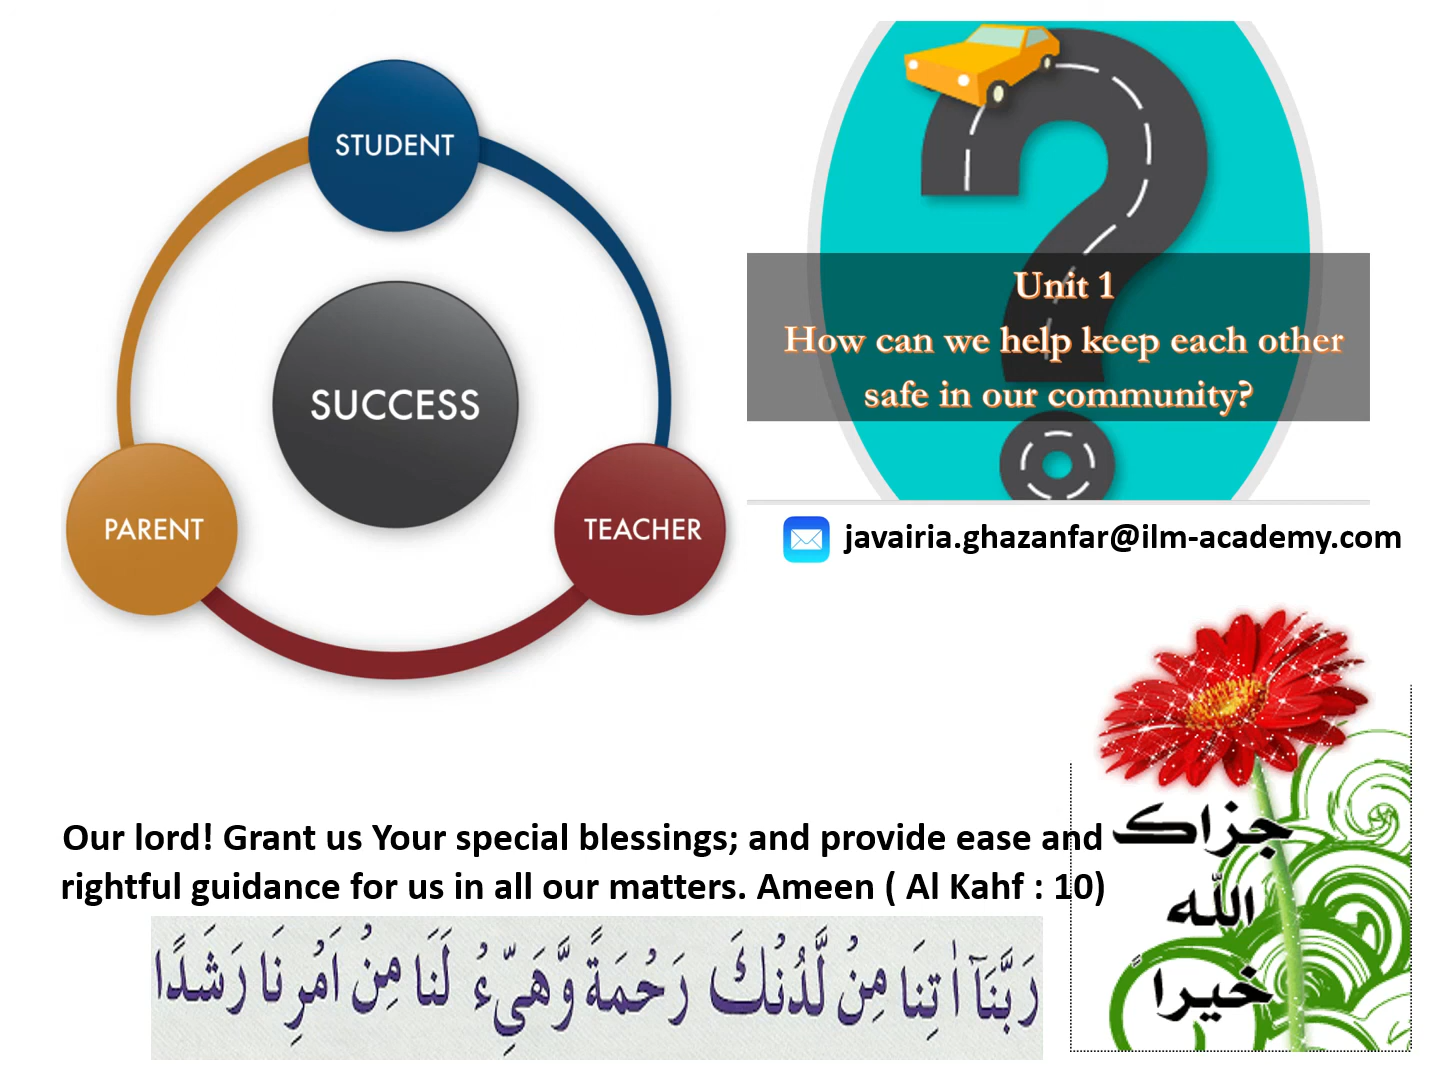 STUDENT
SUCCESS
PARENT
TEACHER
Unit 1
How can we help keep each other
safe in our community?
javairia.ghazanfar@ilm-academy.com
Our lord! Grant us Your special blessings; and provide ease and
rightful guidance for us in all our matters. Ameen ( Al Kahf : 10)
رَبَّنَآ اٰتِنَا مِنْ لَّدُنْكَ رَحْمَةً وَّهَيِّءْ لَنَا مِنْ اَمْرِنَا رَشَدًا
جزاك
اللّه
خيراً